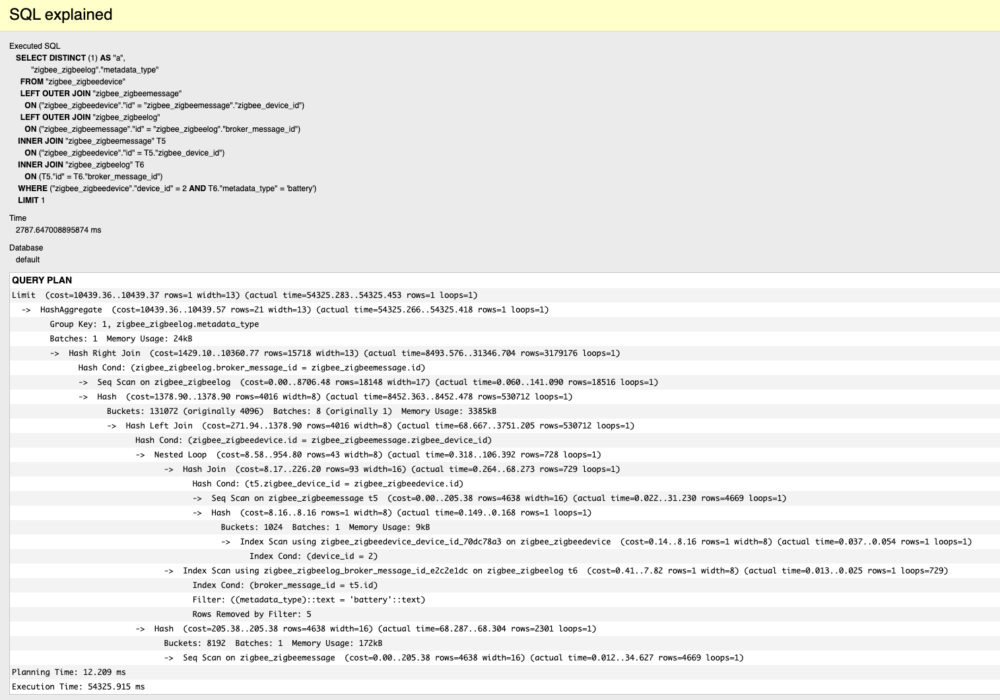 SQL explained
Executed SQL
SELECT DISTINCT (1) AS "a",
"zigbee_zigbeelog"."metadata_type"
FROM "zigbee_zigbeedevice"
LEFT OUTER JOIN "zigbee_zigbeemessage"
ON ("zigbee_zigbeedevice"."id" = "zigbee_zigbeemessage"."zigbee_device_id")
LEFT OUTER JOIN "zigbee_zigbeelog"
ON ("zigbee_zigbeemessage"."id" = "zigbee_zigbeelog"."broker_message_id")
INNER JOIN "zigbee_zigbeemessage" T5
ON ("zigbee_zigbeedevice"."id" = T5."zigbee_device_id")
INNER JOIN "zigbee_zigbeelog" T6
ON (T5."id" = T6."broker_message_id")
WHERE ("zigbee_zigbeedevice"."device_id" = 2 AND T6."metadata_type" = 'battery')
LIMIT 1
Time
2787.647008895874 ms
Database
default
QUERY PLAN
Limit  (cost=10439.36..10439.37 rows=1 width=13) (actual time=54325.283..54325.453 rows=1 loops=1)
->  HashAggregate  (cost=10439.36..10439.57 rows=21 width=13) (actual time=54325.266..54325.418 rows=1 loops=1)
Group Key: 1, zigbee_zigbeelog.metadata_type
Batches: 1  Memory Usage: 24kB
->  Hash Right Join  (cost=1429.10..10360.77 rows=15718 width=13) (actual time=8493.576..31346.704 rows=3179176 loops=1)
Hash Cond: (zigbee_zigbeelog.broker_message_id = zigbee_zigbeemessage.id)
->  Seq Scan on zigbee_zigbeelog  (cost=0.00..8706.48 rows=18148 width=17) (actual time=0.060..141.090 rows=18516 loops=1)
->  Hash  (cost=1378.90..1378.90 rows=4016 width=8) (actual time=8452.363..8452.478 rows=530712 loops=1)
Buckets: 131072 (originally 4096)  Batches: 8 (originally 1)  Memory Usage: 3385kB
->  Hash Left Join  (cost=271.94..1378.90 rows=4016 width=8) (actual time=68.667..3751.205 rows=530712 loops=1)
Hash Cond: (zigbee_zigbeedevice.id = zigbee_zigbeemessage.zigbee_device_id)
->  Nested Loop  (cost=8.58..954.80 rows=43 width=8) (actual time=0.318..106.392 rows=728 loops=1)
->  Hash Join  (cost=8.17..226.20 rows=93 width=16) (actual time=0.264..68.273 rows=729 loops=1)
Hash Cond: (t5.zigbee_device_id = zigbee_zigbeedevice.id)
->  Seq Scan on zigbee_zigbeemessage t5  (cost=0.00..205.38 rows=4638 width=16) (actual time=0.022..31.230 rows=4669 loops=1)
->  Hash  (cost=8.16..8.16 rows=1 width=8) (actual time=0.149..0.168 rows=1 loops=1)
Buckets: 1024  Batches: 1  Memory Usage: 9kB
->  Index Scan using zigbee_zigbeedevice_device_id_70dc78a3 on zigbee_zigbeedevice  (cost=0.14..8.16 rows=1 width=8) (actual time=0.037..0.054 rows=1 loops=1)
Index Cond: (device_id = 2)
->  Index Scan using zigbee_zigbeelog_broker_message_id_e2c2e1dc on zigbee_zigbeelog t6  (cost=0.41..7.82 rows=1 width=8) (actual time=0.013..0.025 rows=1 loops=729)
Index Cond: (broker_message_id = t5.id)
Filter: ((metadata_type)::text = 'battery'::text)
Rows Removed by Filter: 5
->  Hash  (cost=205.38..205.38 rows=4638 width=16) (actual time=68.287..68.304 rows=2301 loops=1)
Buckets: 8192  Batches: 1  Memory Usage: 172kB
->  Seq Scan on zigbee_zigbeemessage  (cost=0.00..205.38 rows=4638 width=16) (actual time=0.012..34.627 rows=4669 loops=1)
Planning Time: 12.209 ms
Execution Time: 54325.915 ms